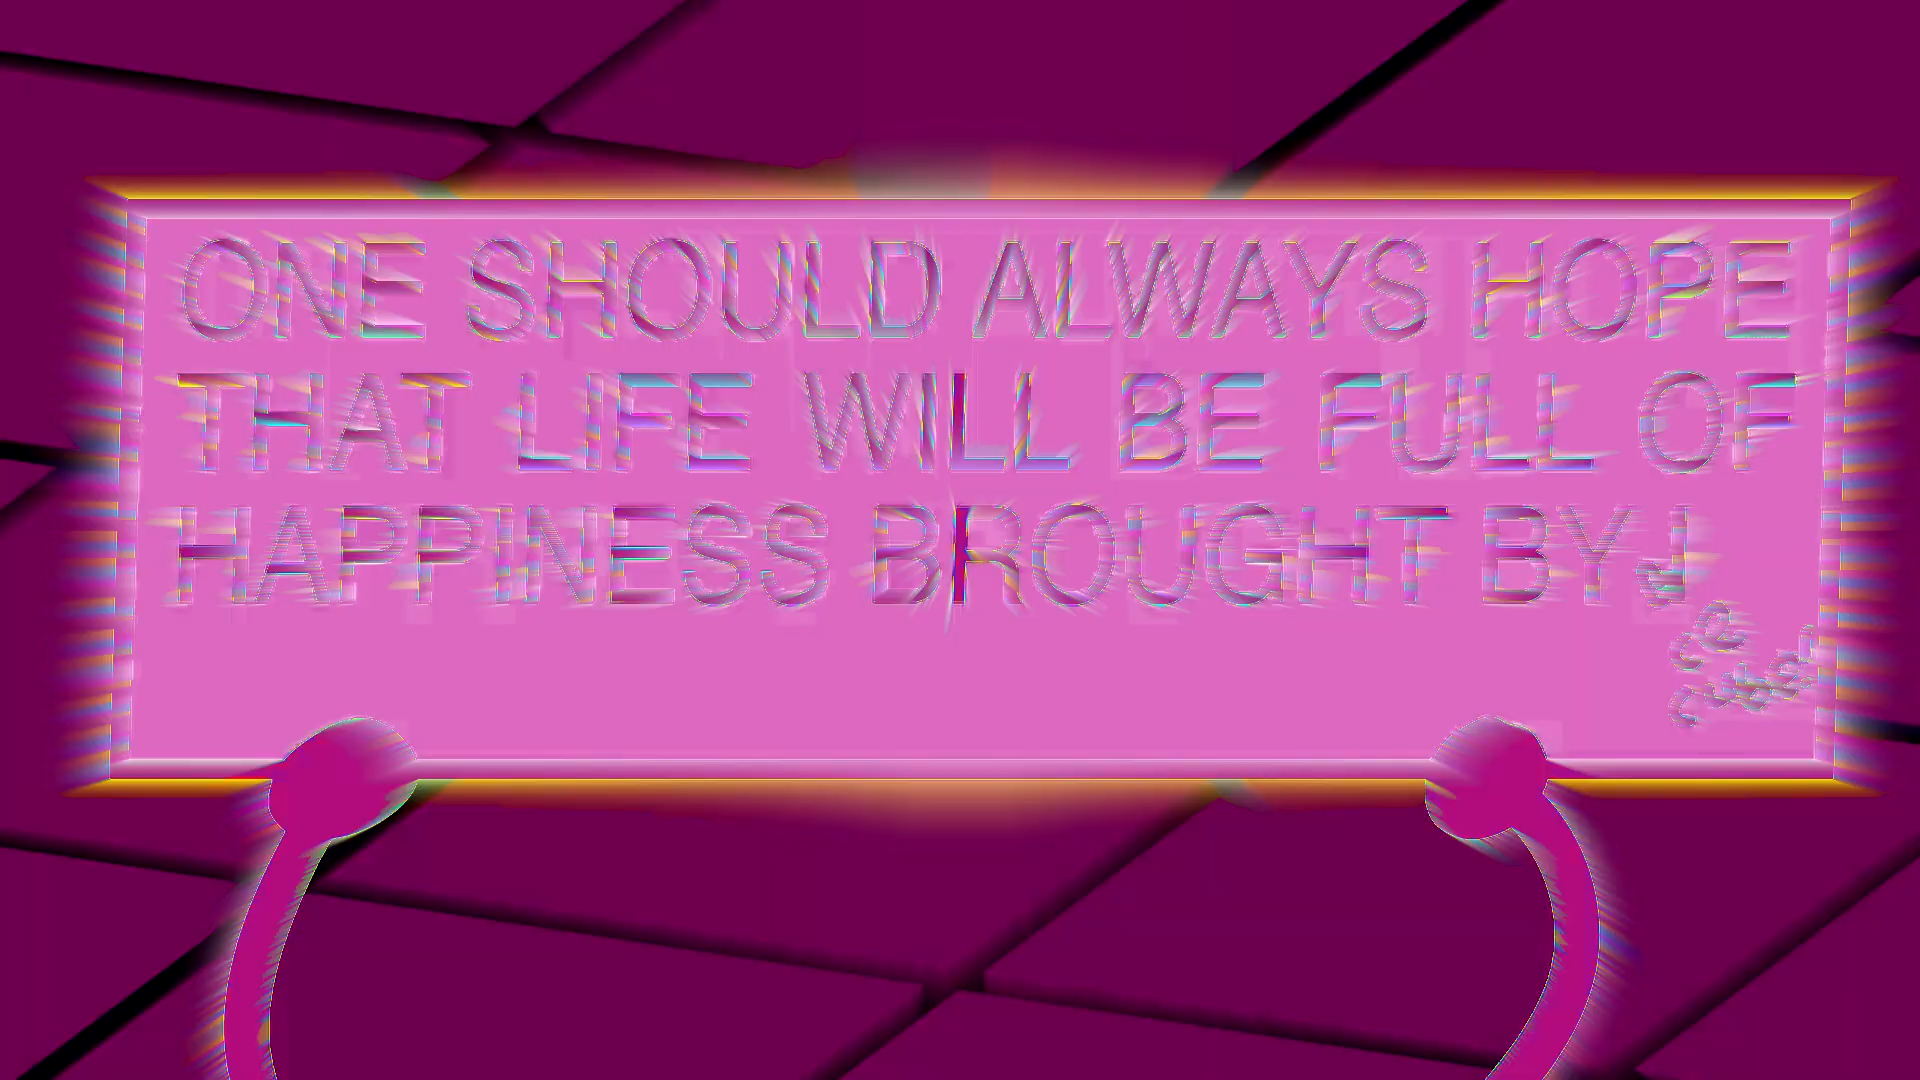 ONE SHOULD ALWAYS HOPE
THAT LIFE WILL BE FULL OF
HAPPINESS BROUGHT BY